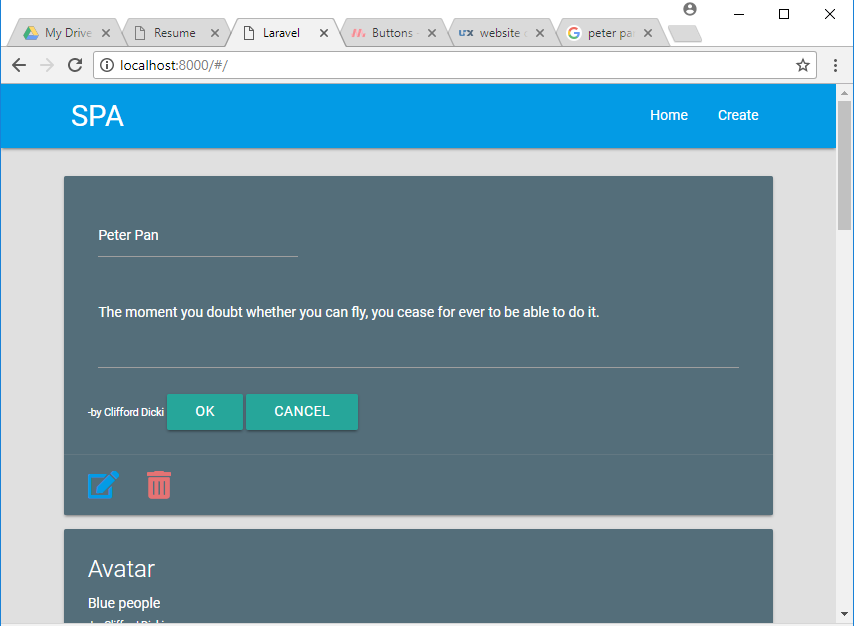 My Drive
Resume
Laravel
Buttons
website
peter pa
localhost:8000/#/
SPA
Home
Create
Peter Pan
The moment you doubt whether you can fly, you cease for ever to be able to do it.
-by Clifford Dicki OK CANCEL
Avatar
Blue people